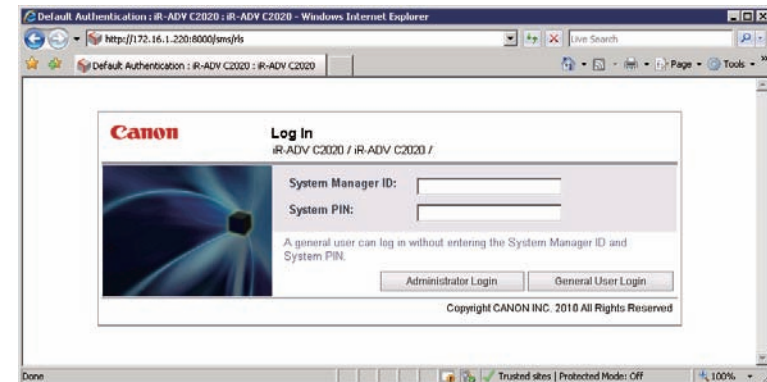 Default Authentication : iR-ADV C2020 : iR-ADV C2020 - Windows Internet Explorer
http://172.16.1.220:8000/sms/rls
Live Search
Default Authentication : iR-ADV C2020 : iR-ADV C2020
Page
Tools
Canon
Log In
iR-ADV C2020 / iR-ADV C2020 /
System Manager ID:
System PIN:
A general user can log in without entering the System Manager ID and
System PIN.
Administrator Login
General User Login
Copyright CANON INC. 2010 All Rights Reserved
Done
Trusted sites | Protected Mode: Off
100%